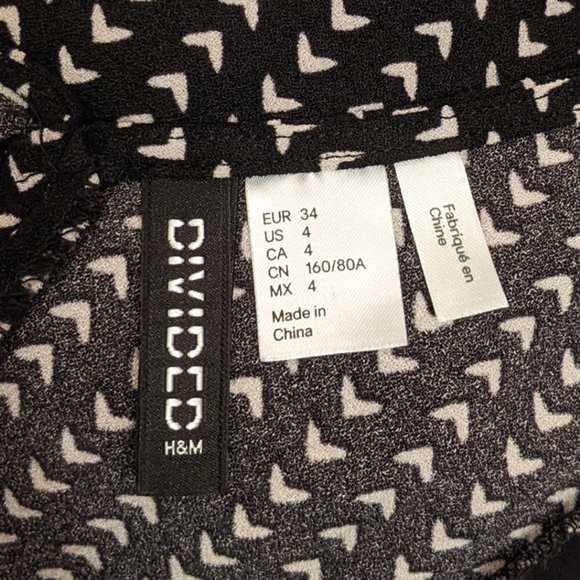 DIVIDED
H&M
EUR 34
US 4
CA 4
CN 160/80A
MX 4
Made in
China
Fabriqué en
Chine